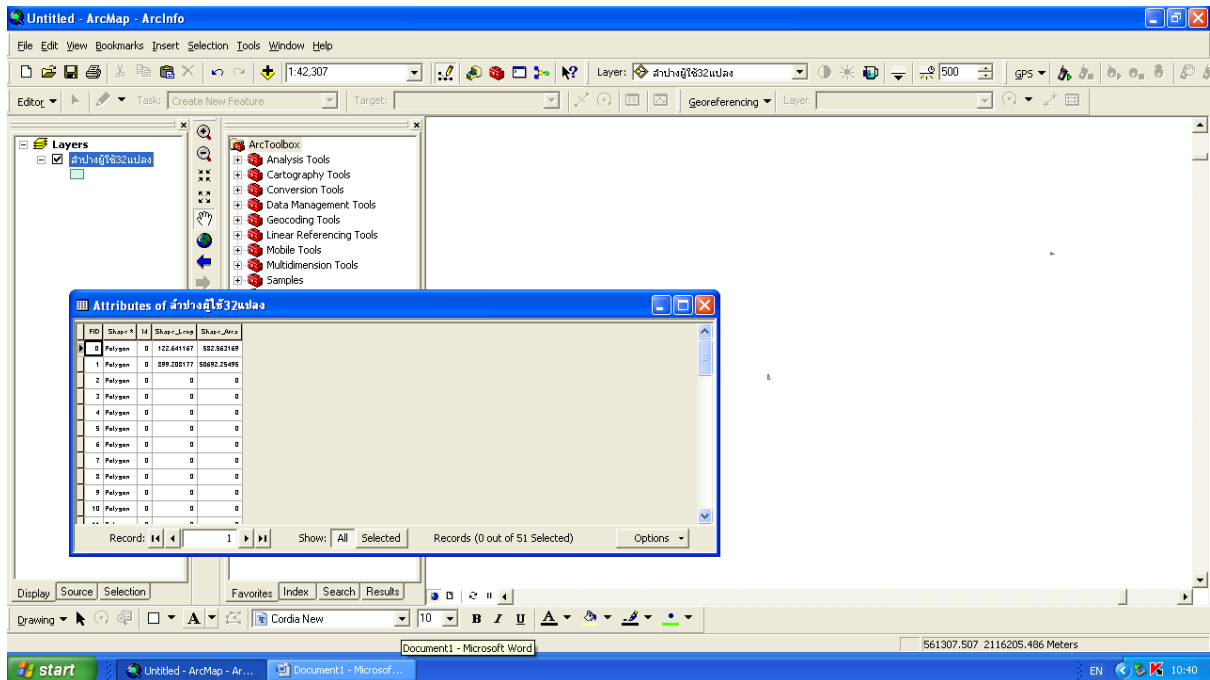 Untitled - ArcMap - ArcInfo
File Edit View Bookmarks Insert Selection Tools Window Help
1:42,307
Layer: ลำปางผู้ใช้32แปลง
500
GPS
Editor
Task: Create New Feature
Target:
Georeferencing
Layer:
Layers
ลำปางผู้ใช้32แปลง
ArcToolbox
Analysis Tools
Cartography Tools
Conversion Tools
Data Management Tools
Geocoding Tools
Linear Referencing Tools
Mobile Tools
Multidimension Tools
Samples
Attributes of ลำปางผู้ใช้32แปลง
FID Shape * Id Shape_Leng Shape_Area
0 Polygon 0 122.641167 582.563169
1 Polygon 0 899.208177 50692.25495
2 Polygon 0 0 0
3 Polygon 0 0 0
4 Polygon 0 0 0
5 Polygon 0 0 0
6 Polygon 0 0 0
7 Polygon 0 0 0
8 Polygon 0 0 0
9 Polygon 0 0 0
10 Polygon 0 0 0
Record: 1 Show: All Selected Records (0 out of 51 Selected) Options
Display Source Selection
Favorites Index Search Results
Drawing
A
Cordia New
10
B I U A
Document1 - Microsoft Word
561307.507 2116205.486 Meters
start
Untitled - ArcMap - Ar...
Document1 - Microsof...
EN
10:40